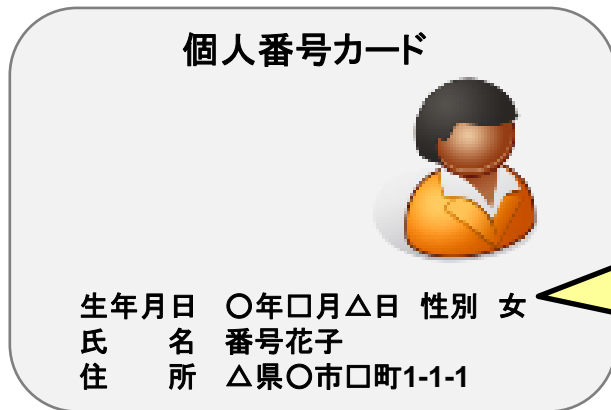 個人番号カード
生年月日　〇年□月△日　性別　女
氏　　名　番号花子
住　　所　△県〇市□町1-1-1